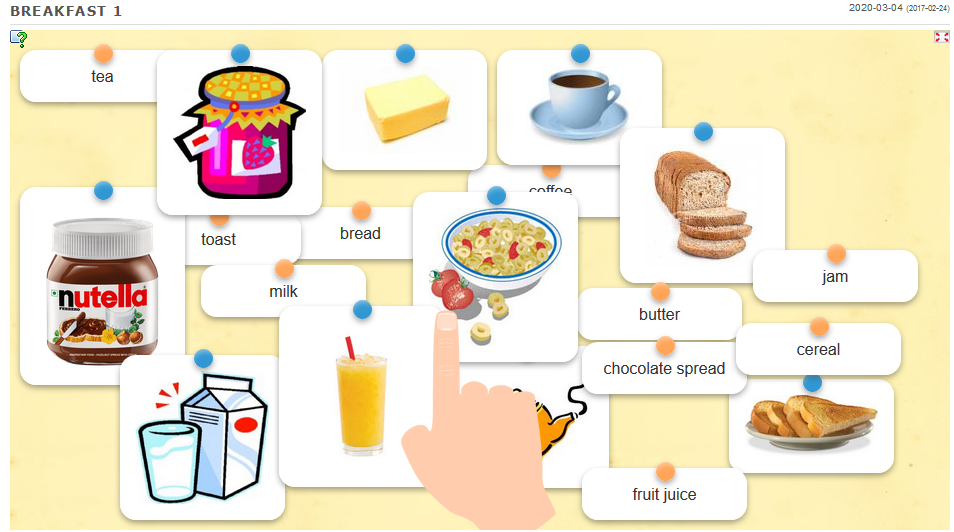 BREAKFAST 1
2020-03-04 (2017-02-24)
tea
coffee
toast
bread
milk
jam
butter
cereal
chocolate spread
fruit juice
nutella
FERRERO